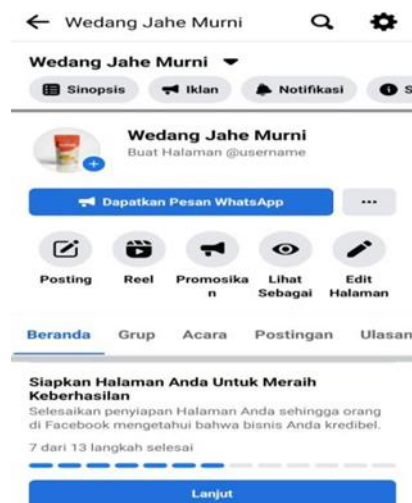 Wedang Jahe Murni
Wedang Jahe Murni
Sinopsis Iklan Notifikasi S
Wedang Jahe Murni
Buat Halaman @username
Dapatkan Pesan WhatsApp
Posting Reel Promosika Lihat Edit
n Sebagai Halaman
Beranda Grup Acara Postingan Ulasan
Siapkan Halaman Anda Untuk Meraih
Keberhasilan
Selesaikan penyiapan Halaman Anda sehingga orang
di Facebook mengetahui bahwa bisnis Anda kredibel.
7 dari 13 langkah selesai
Lanjut